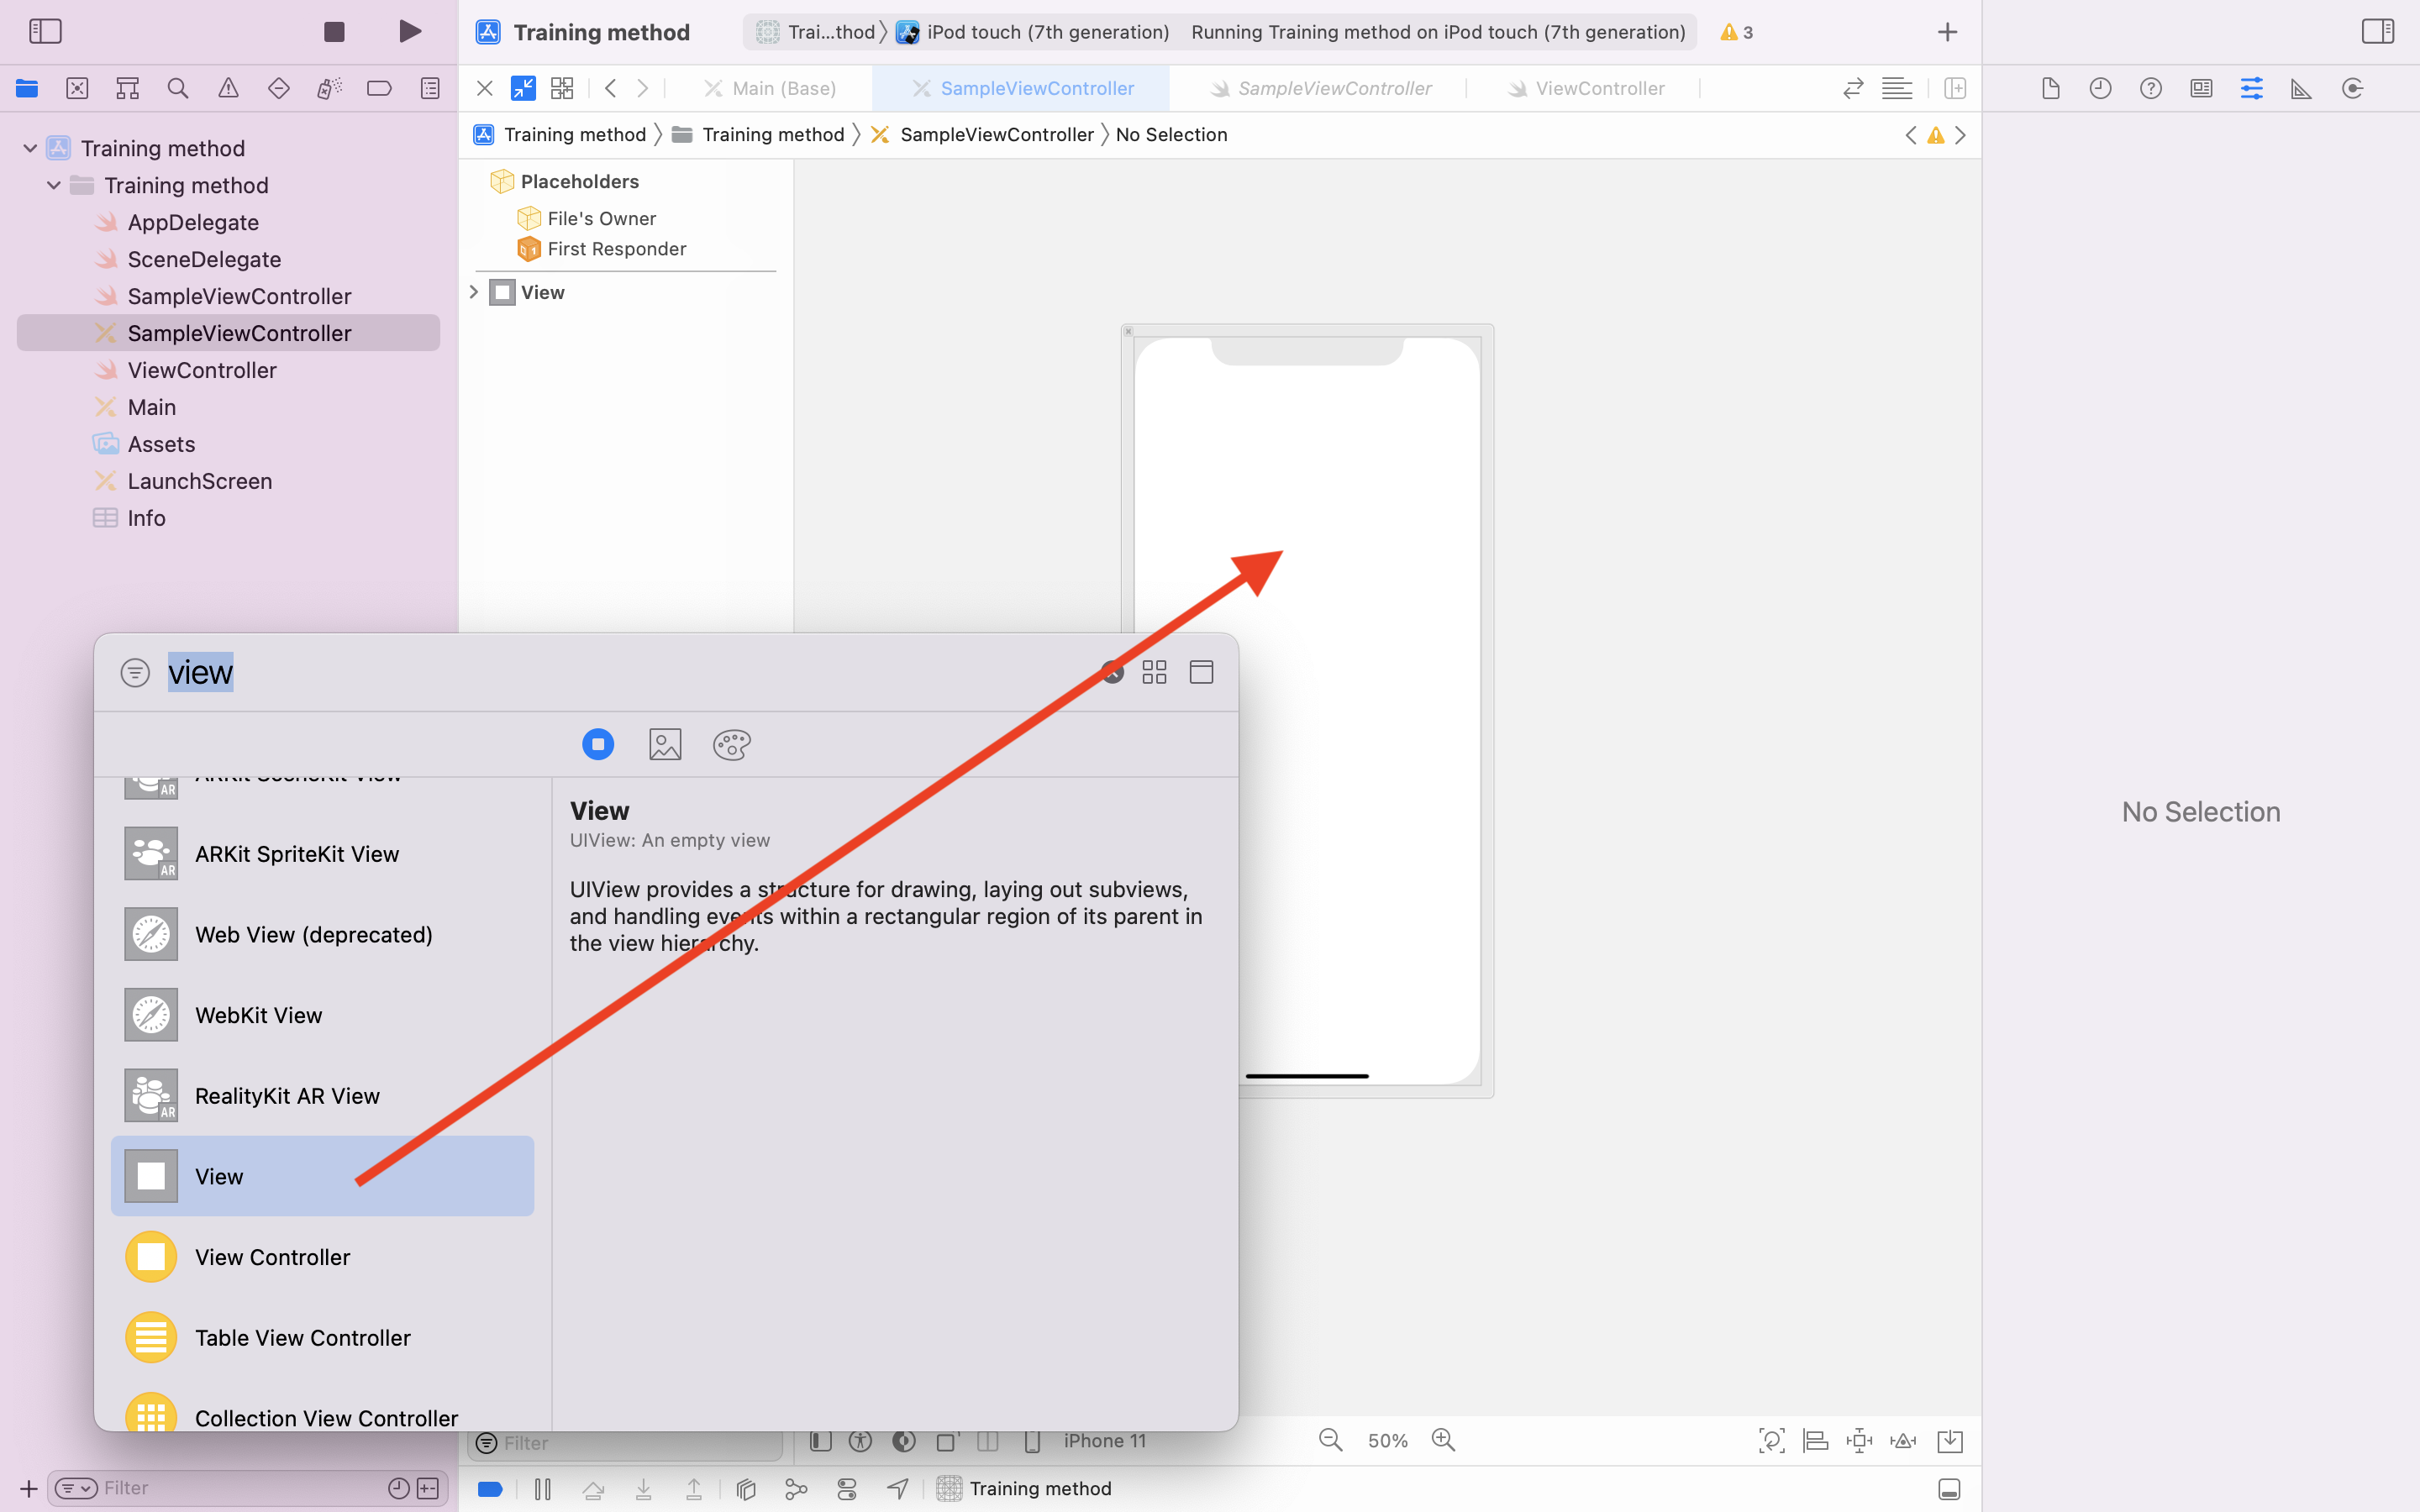 Training method
Trai...thod
iPod touch (7th generation)
Running Training method on iPod touch (7th generation)
3
Main (Base)
SampleViewController
SampleViewController
ViewController
Training method
Training method
SampleViewController
No Selection
Training method
Training method
AppDelegate
SceneDelegate
SampleViewController
SampleViewController
ViewController
Main
Assets
LaunchScreen
Info
Placeholders
File's Owner
First Responder
View
view
ARKit SceneKit View
AR
ARKit SpriteKit View
AR
Web View (deprecated)
WebKit View
RealityKit AR View
AR
View
View Controller
Table View Controller
Collection View Controller
View
UIView: An empty view
UIView provides a structure for drawing, laying out subviews,
and handling events within a rectangular region of its parent in
the view hierarchy.
No Selection
Filter
iPhone 11
50%
Filter
Training method